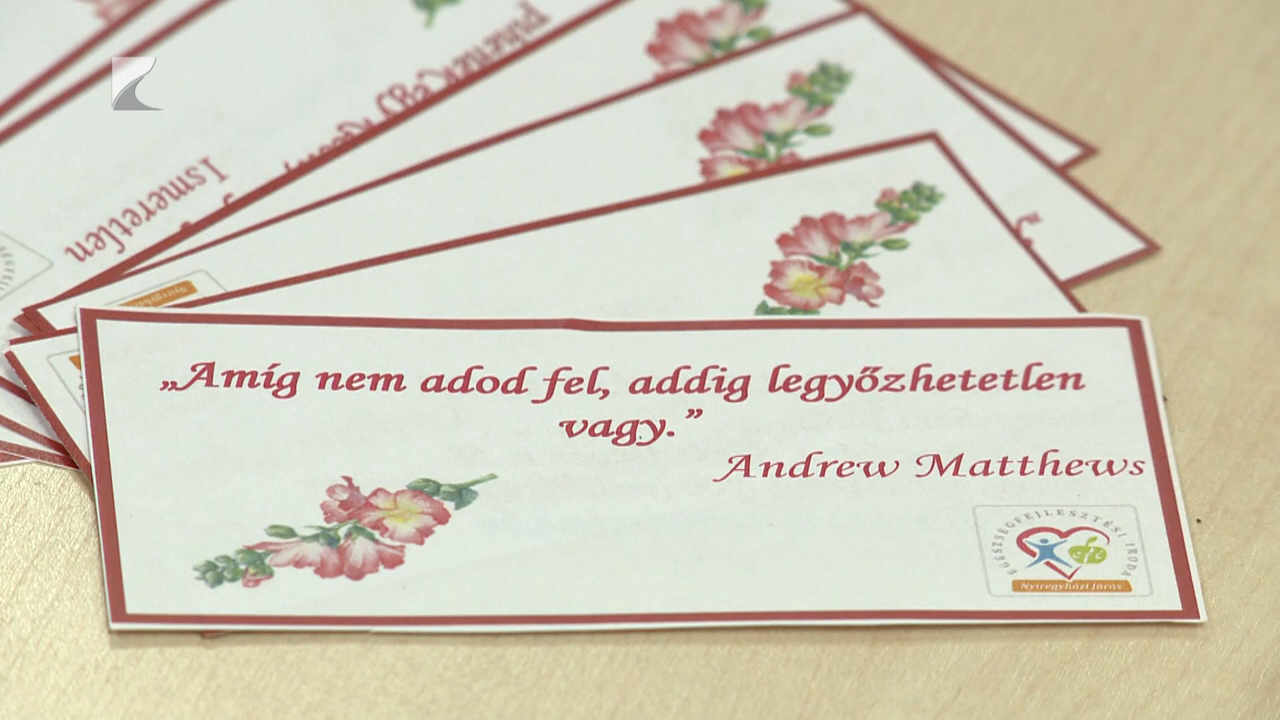 Ismeretlen
„Amíg nem adod fel, addig legyőzhetetlen
vagy.”
Andrew Matthews
EGÉSZSÉGFEJLESZTÉSI IRODA
Nyíregyházi Járás